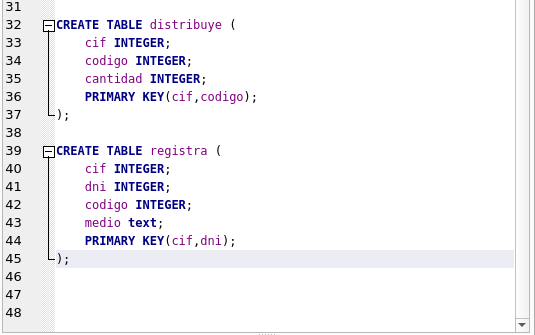 31
32 CREATE TABLE distribuye (
33 cif INTEGER;
34 codigo INTEGER;
35 cantidad INTEGER;
36 PRIMARY KEY(cif,codigo);
37 );
38
39 CREATE TABLE registra (
40 cif INTEGER;
41 dni INTEGER;
42 codigo INTEGER;
43 medio text;
44 PRIMARY KEY(cif,dni);
45 );
46
47
48